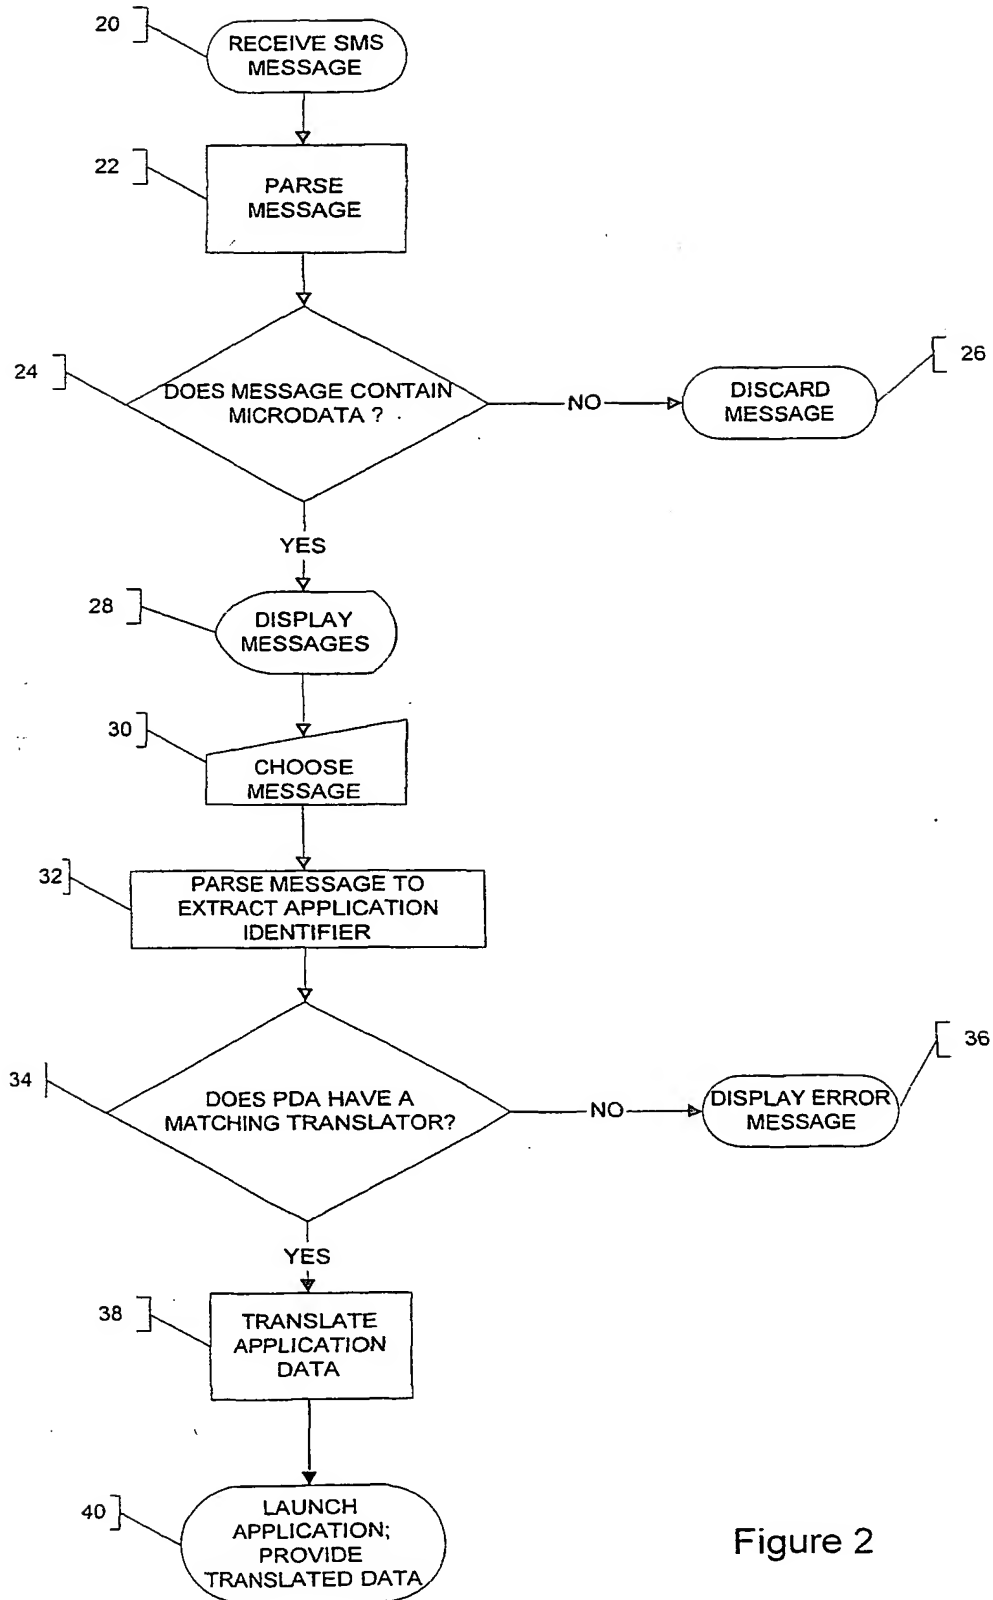 20
RECEIVE SMS
MESSAGE
22
PARSE
MESSAGE
24
DOES MESSAGE CONTAIN
MICRODATA ?
NO
DISCARD
MESSAGE
26
YES
28
DISPLAY
MESSAGES
30
CHOOSE
MESSAGE
32
PARSE MESSAGE TO
EXTRACT APPLICATION
IDENTIFIER
34
DOES PDA HAVE A
MATCHING TRANSLATOR?
NO
DISPLAY ERROR
MESSAGE
36
YES
38
TRANSLATE
APPLICATION
DATA
40
LAUNCH
APPLICATION;
PROVIDE
TRANSLATED DATA
Figure 2